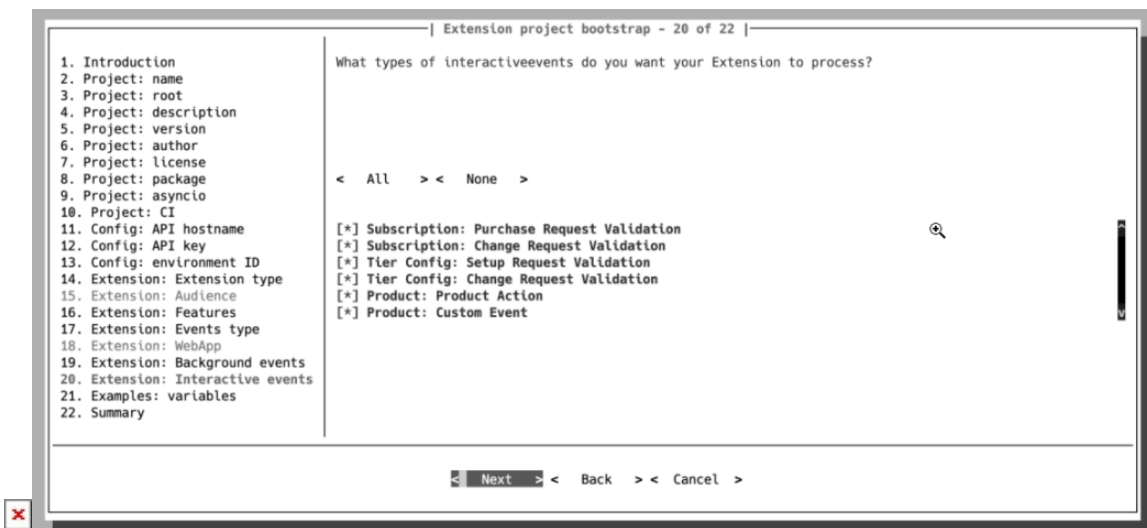 | Extension project bootstrap - 20 of 22 |
1. Introduction
2. Project: name
3. Project: root
4. Project: description
5. Project: version
6. Project: author
7. Project: license
8. Project: package
9. Project: asyncio
10. Project: CI
11. Config: API hostname
12. Config: API key
13. Config: environment ID
14. Extension: Extension type
15. Extension: Audience
16. Extension: Features
17. Extension: Events type
18. Extension: WebApp
19. Extension: Background events
20. Extension: Interactive events
21. Examples: variables
22. Summary
What types of interactiveevents do you want your Extension to process?
< All > < None >
[*] Subscription: Purchase Request Validation
[*] Subscription: Change Request Validation
[*] Tier Config: Setup Request Validation
[*] Tier Config: Change Request Validation
[*] Product: Product Action
[*] Product: Custom Event
< Next > < Back > < Cancel >